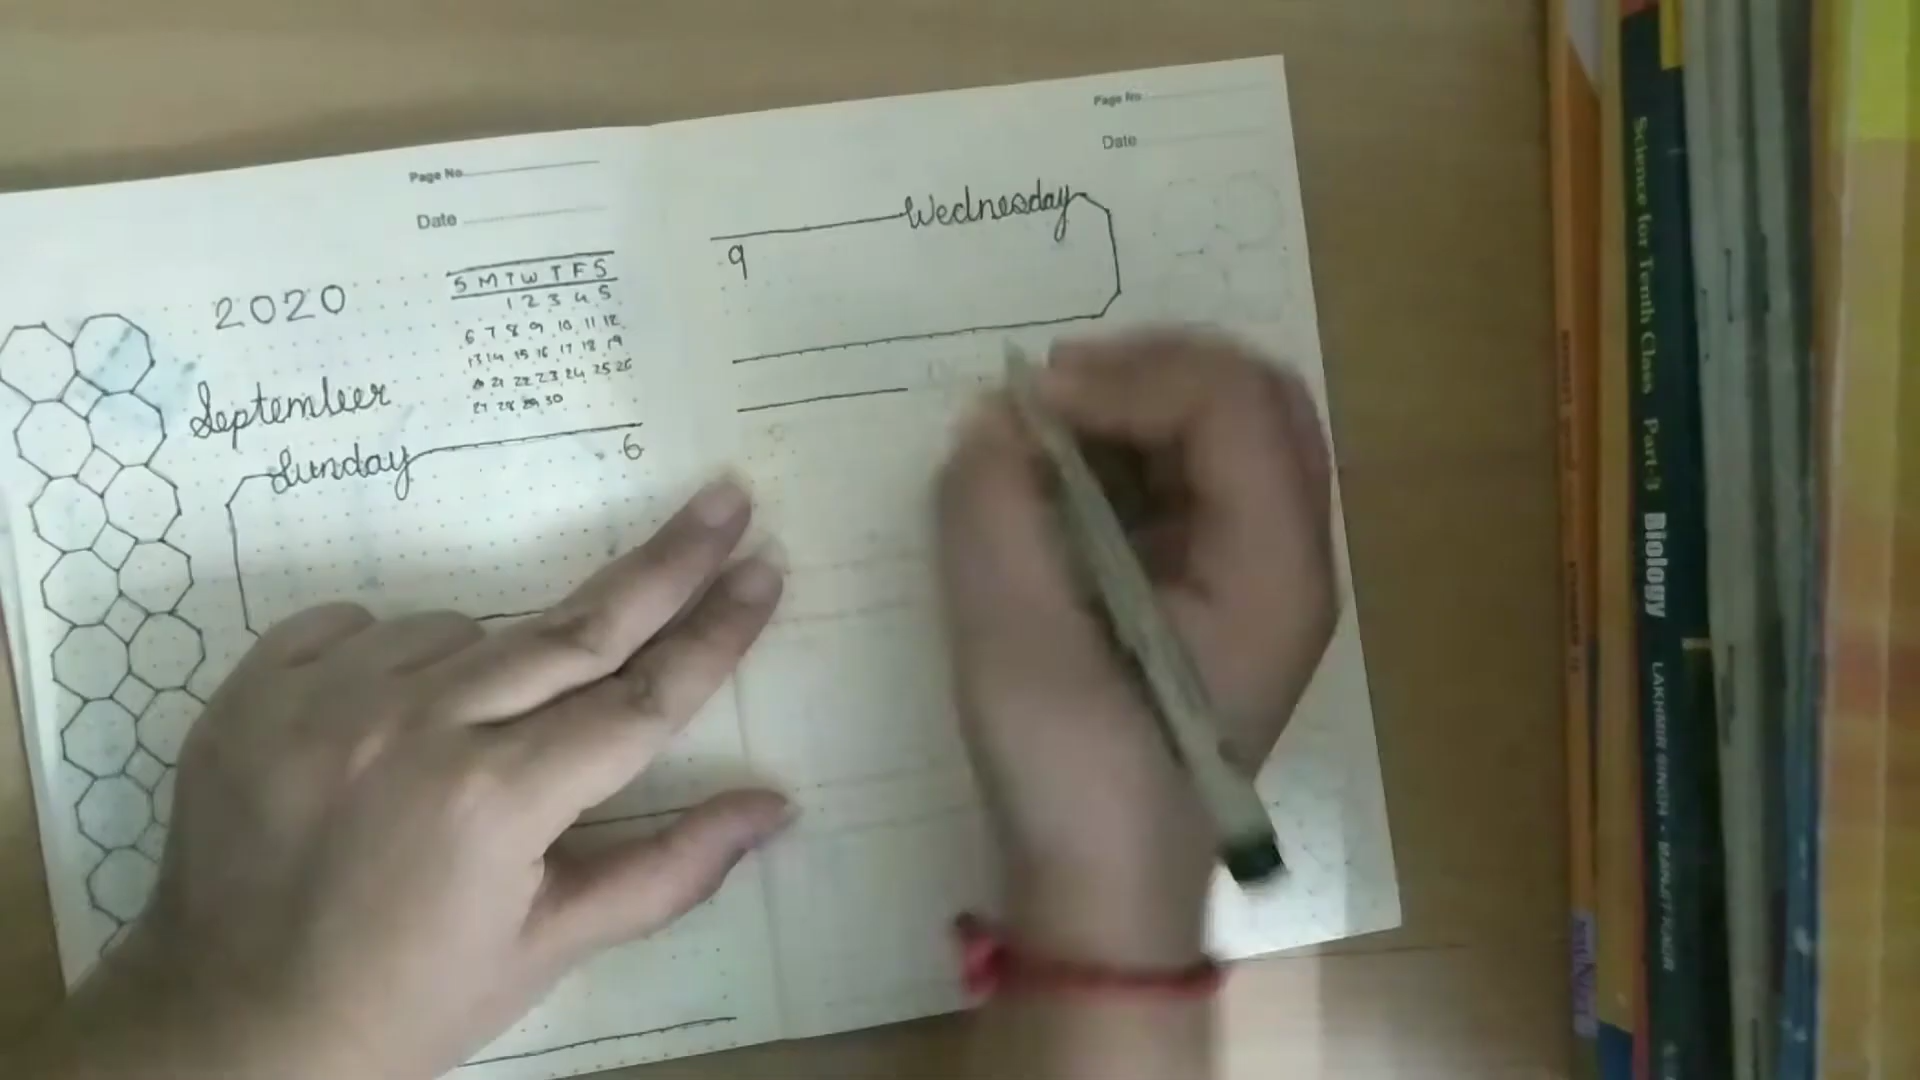 Page No
Date
2020
S M T W T F S
1 2 3 4 5
6 7 8 9 10 11 12
13 14 15 16 17 18 19
21 22 23 24 25 26
27 28 29 30
September
Sunday
6
Page No
Date
Wednesday
9
Science for Tenth Class Part-3 Biology LAKHMIR SINGH • MANJIT KAUR